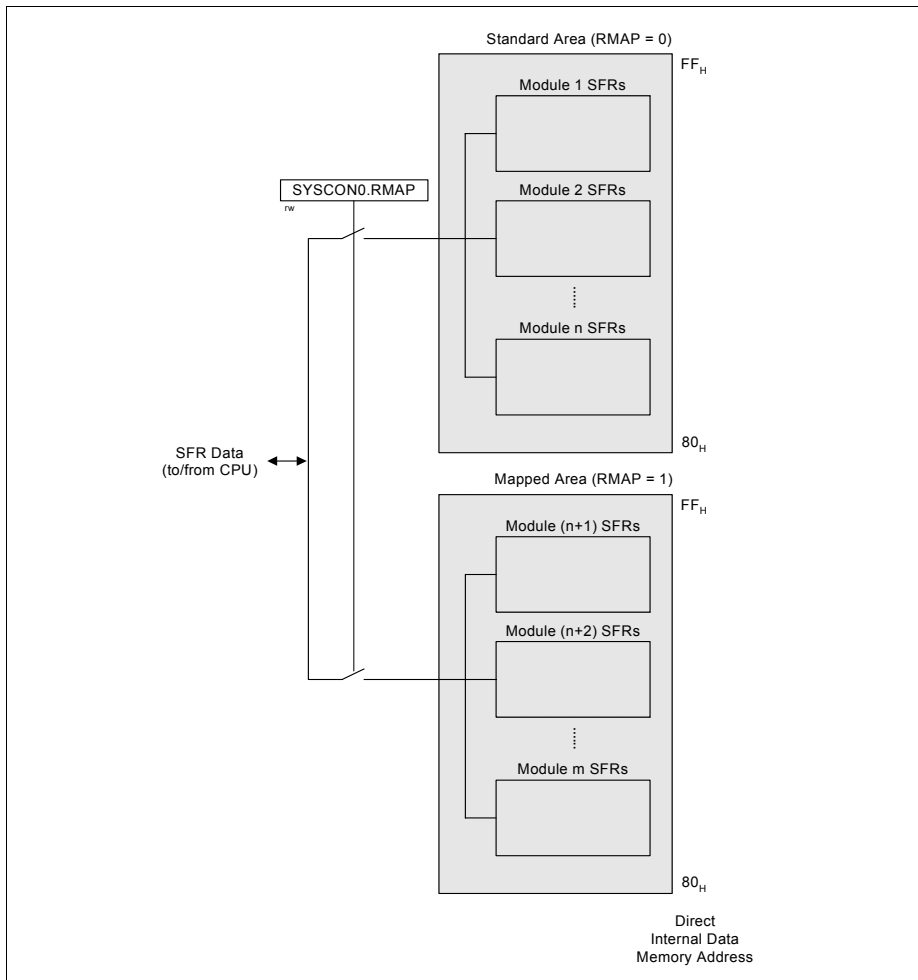 Standard Area (RMAP = 0)
FFH
Module 1 SFRs
SYSCON0.RMAP
rw
Module 2 SFRs
Module n SFRs
SFR Data
(to/from CPU)
80H
Mapped Area (RMAP = 1)
FFH
Module (n+1) SFRs
Module (n+2) SFRs
Module m SFRs
80H
Direct
Internal Data
Memory Address